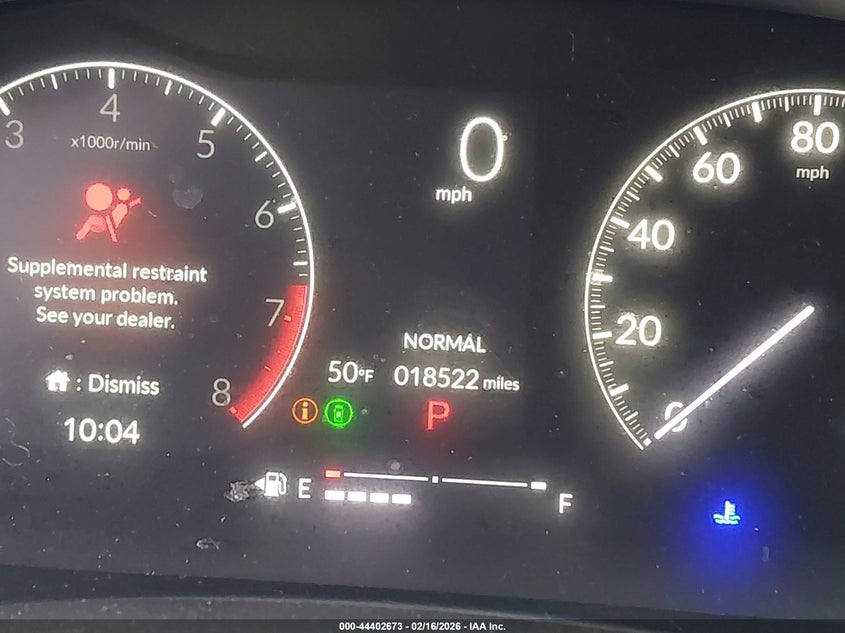 3
4
5
6
7
8
x1000r/min
Supplemental restraint
system problem.
See your dealer.
: Dismiss
10:04
0
mph
NORMAL
50°F
018522 miles
P
E
F
0
20
40
60
80
mph
000-44402673 - 02/16/2026 - IAA Inc.